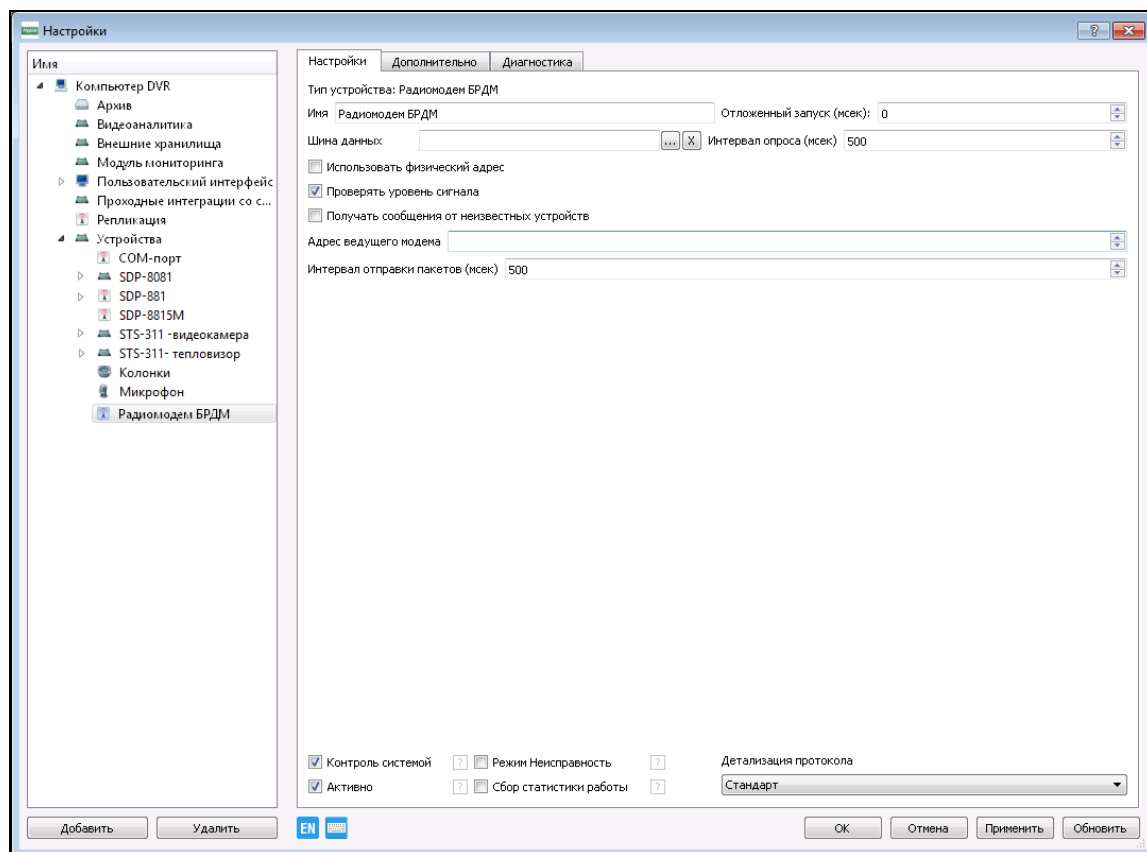 Настройки
Имя
Компьютер DVR
Архив
Видеоаналитика
Внешние хранилища
Модуль мониторинга
Пользовательский интерфейс
Проходные интеграции со с...
Репликация
Устройства
COM-порт
SDP-8081
SDP-881
SDP-8815M
STS-311 -видеокамера
STS-311- тепловизор
Колонки
Микрофон
Радиомодем БРДМ
Добавить Удалить
Настройки Дополнительно Диагностика
Тип устройства: Радиомодем БРДМ
Имя Радиомодем БРДМ Отложенный запуск (мсек): 0
Шина данных ... X Интервал опроса (мсек) 500
Использовать физический адрес
Проверять уровень сигнала
Получать сообщения от неизвестных устройств
Адрес ведущего модема
Интервал отправки пакетов (мсек) 500
Контроль системой ? Режим Неисправность ? Детализация протокола
Активно ? Сбор статистики работы ? Стандарт
EN OK Отмена Применить Обновить